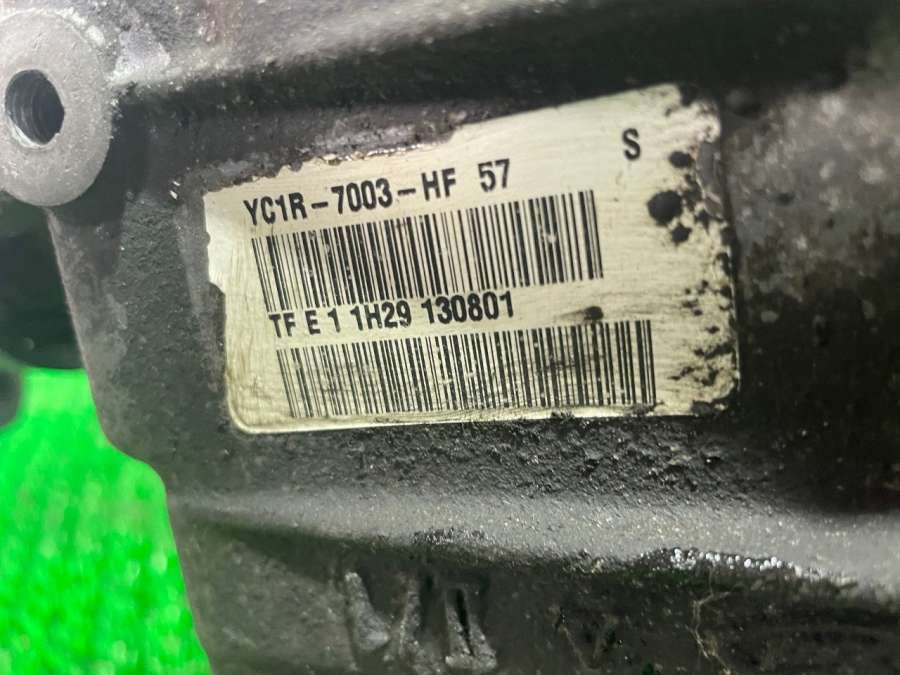 YC1R-7003-HF 57
S
TF E 1 1H29 130801